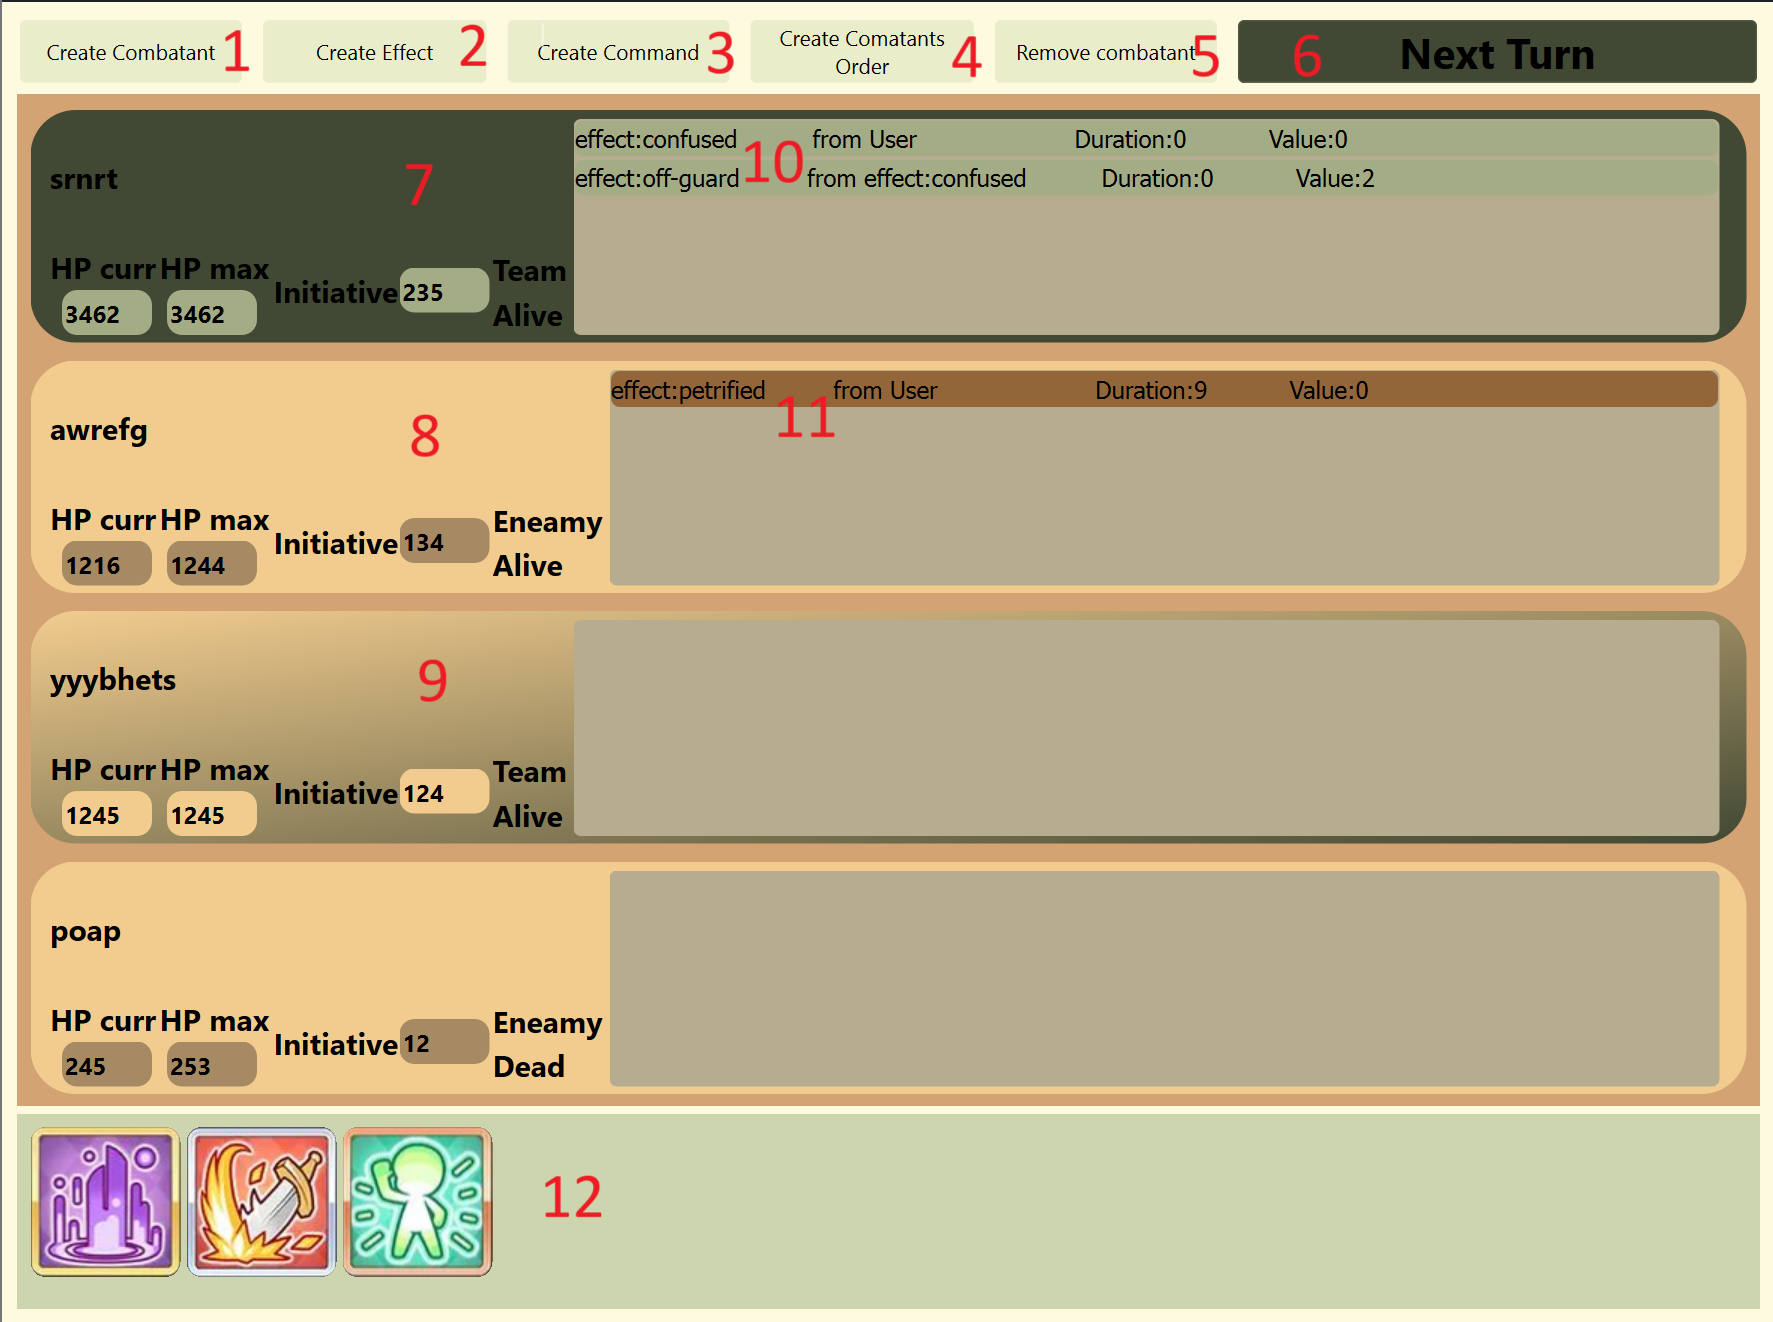 Create Combatant 1
Create Effect 2
Create Command 3
Create Comatants
Order 4
Remove combatant 5
6 Next Turn
srnrt
7
effect:confused from User Duration:0 Value:0
10
effect:off-guard from effect:confused Duration:0 Value:2
HP curr HP max
3462 3462
Initiative 235
Team
Alive
awrefg
8
effect:petrified from User Duration:9 Value:0
11
HP curr HP max
1216 1244
Initiative 134
Eneamy
Alive
yyybhets
9
HP curr HP max
1245 1245
Initiative 124
Team
Alive
poap
HP curr HP max
245 253
Initiative 12
Eneamy
Dead
12